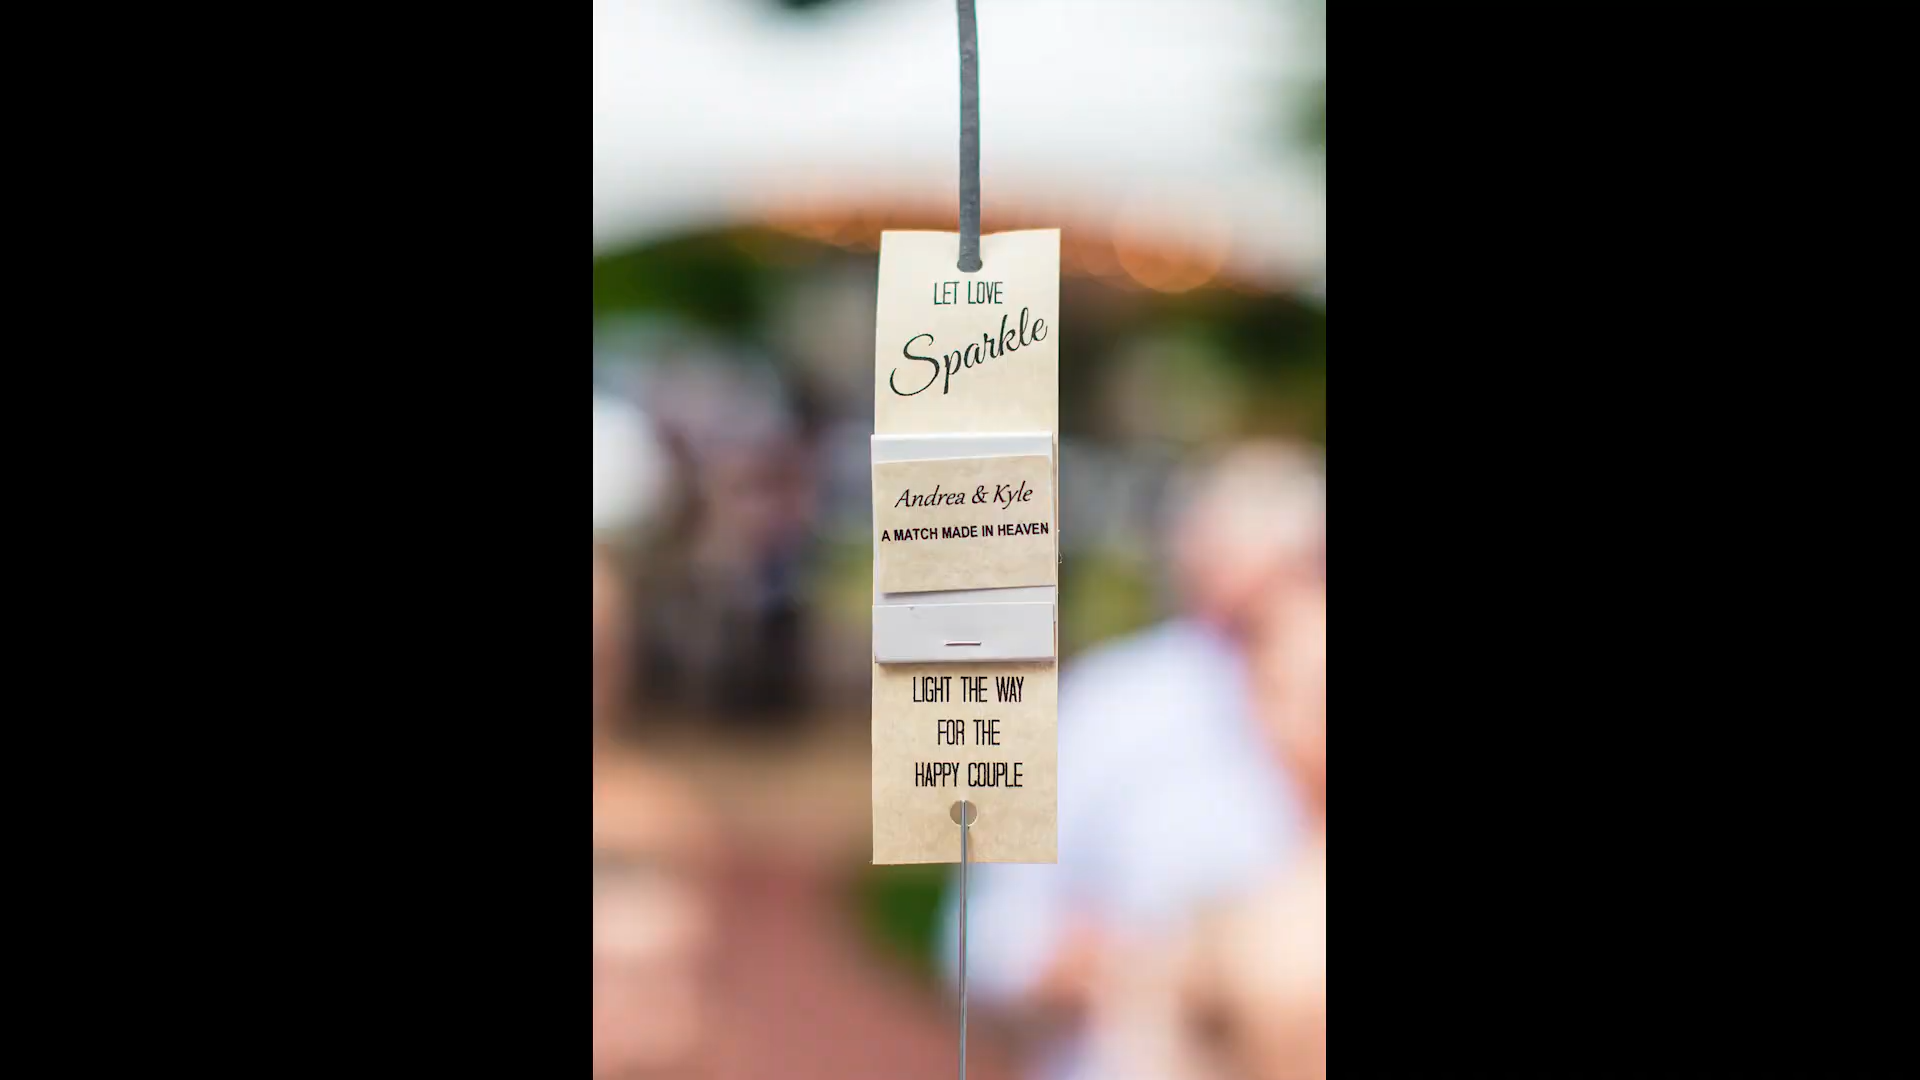 LET LOVE
Sparkle
Andrea & Kyle
A MATCH MADE IN HEAVEN
LIGHT THE WAY
FOR THE
HAPPY COUPLE